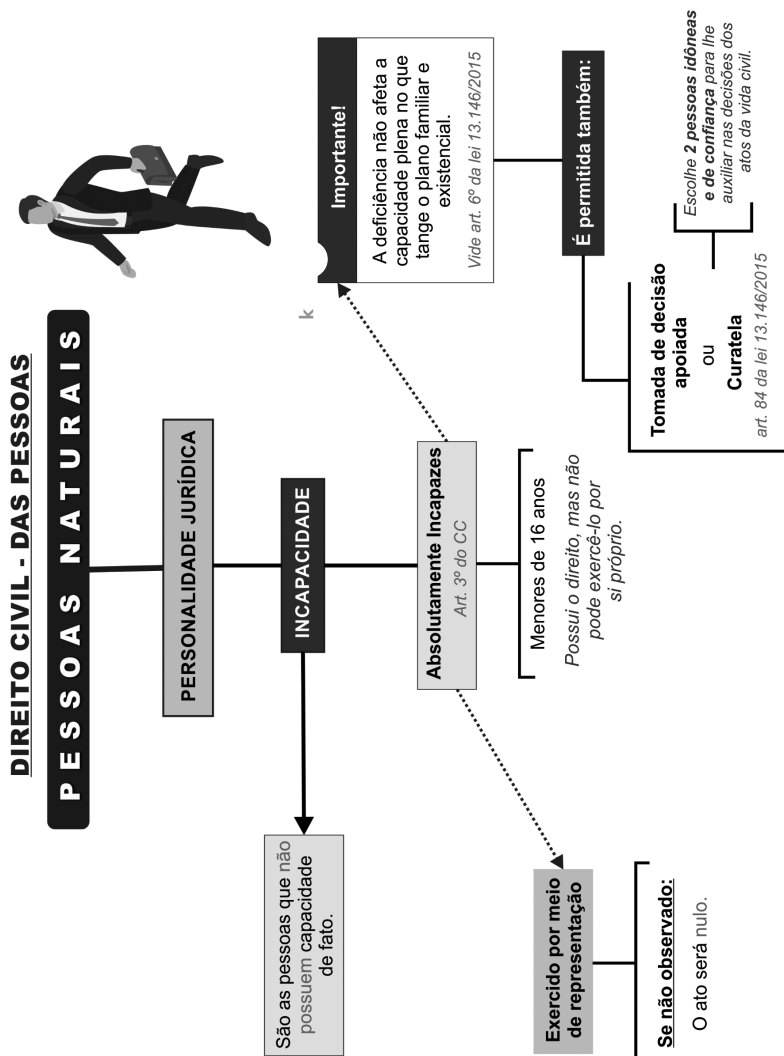 DIREITO CIVIL - DAS PESSOAS
PESSOAS NATURAIS
PERSONALIDADE JURÍDICA
INCAPACIDADE
São as pessoas que não
possuem capacidade
de fato.
Absolutamente Incapazes
Art. 3º do CC
Menores de 16 anos
Possui o direito, mas não
pode exercê-lo por
si próprio.
Exercido por meio
de representação
Se não observado:
O ato será nulo.
k
Importante!
A deficiência não afeta a
capacidade plena no que
tange o plano familiar e
existencial.
Vide art. 6º da lei 13.146/2015
É permitida também:
Tomada de decisão
apoiada
ou
Curatela
art. 84 da lei 13.146/2015
Escolhe 2 pessoas idôneas
e de confiança para lhe
auxiliar nas decisões dos
atos da vida civil.